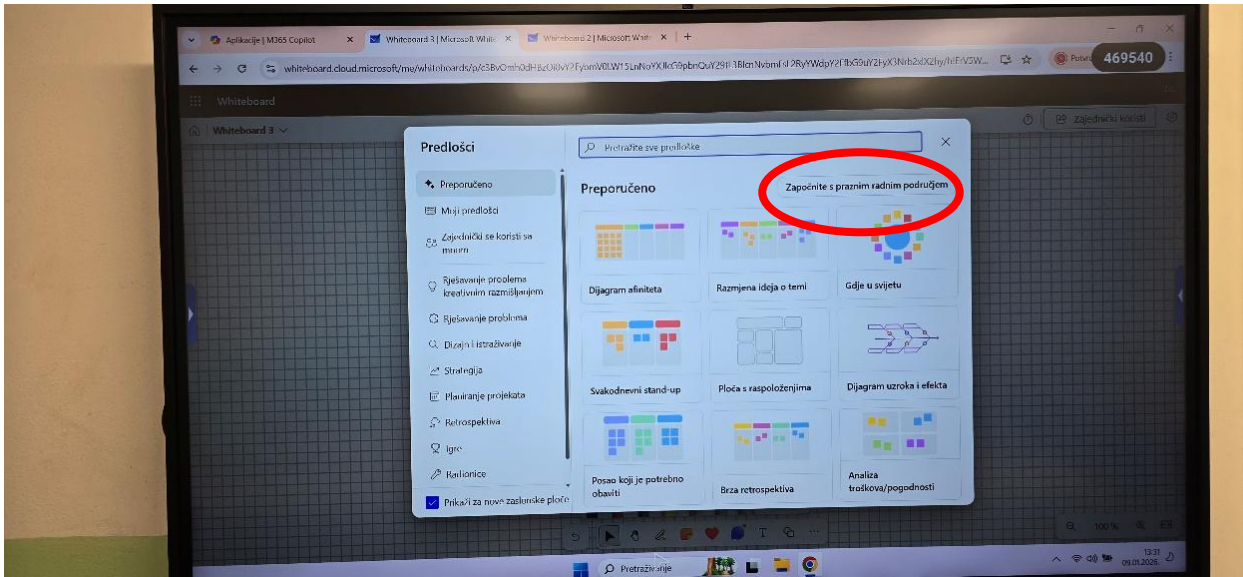 Aplikacije | M365 Copilot
Whiteboard 3 | Microsoft White
Whiteboard 2 | Microsoft White
469540
Whiteboard
Whiteboard 3
Zajednički koristi
Predlošci
Pretražite sve predloške
Preporučeno
Preporučeno
Započnite s praznim radnim područjem
Moji predlošci
Zajednički se koristi sa
mnom
Rješavanje problema
kreativnim razmišljanjem
Rješavanje problema
Dizajn i istraživanje
Strategija
Planiranje projekata
Retrospektiva
Igre
Radionice
Prikaži za nove zaslonske ploče
Dijagram afiniteta
Razmjena ideja o temi
Gdje u svijetu
Svakodnevni stand-up
Ploča s raspoloženjima
Dijagram uzroka i efekta
Posao koji je potrebno
obaviti
Brza retrospektiva
Analiza
troškova/pogodnosti
100 %
Pretraživanje
13:31
09.01.2026.